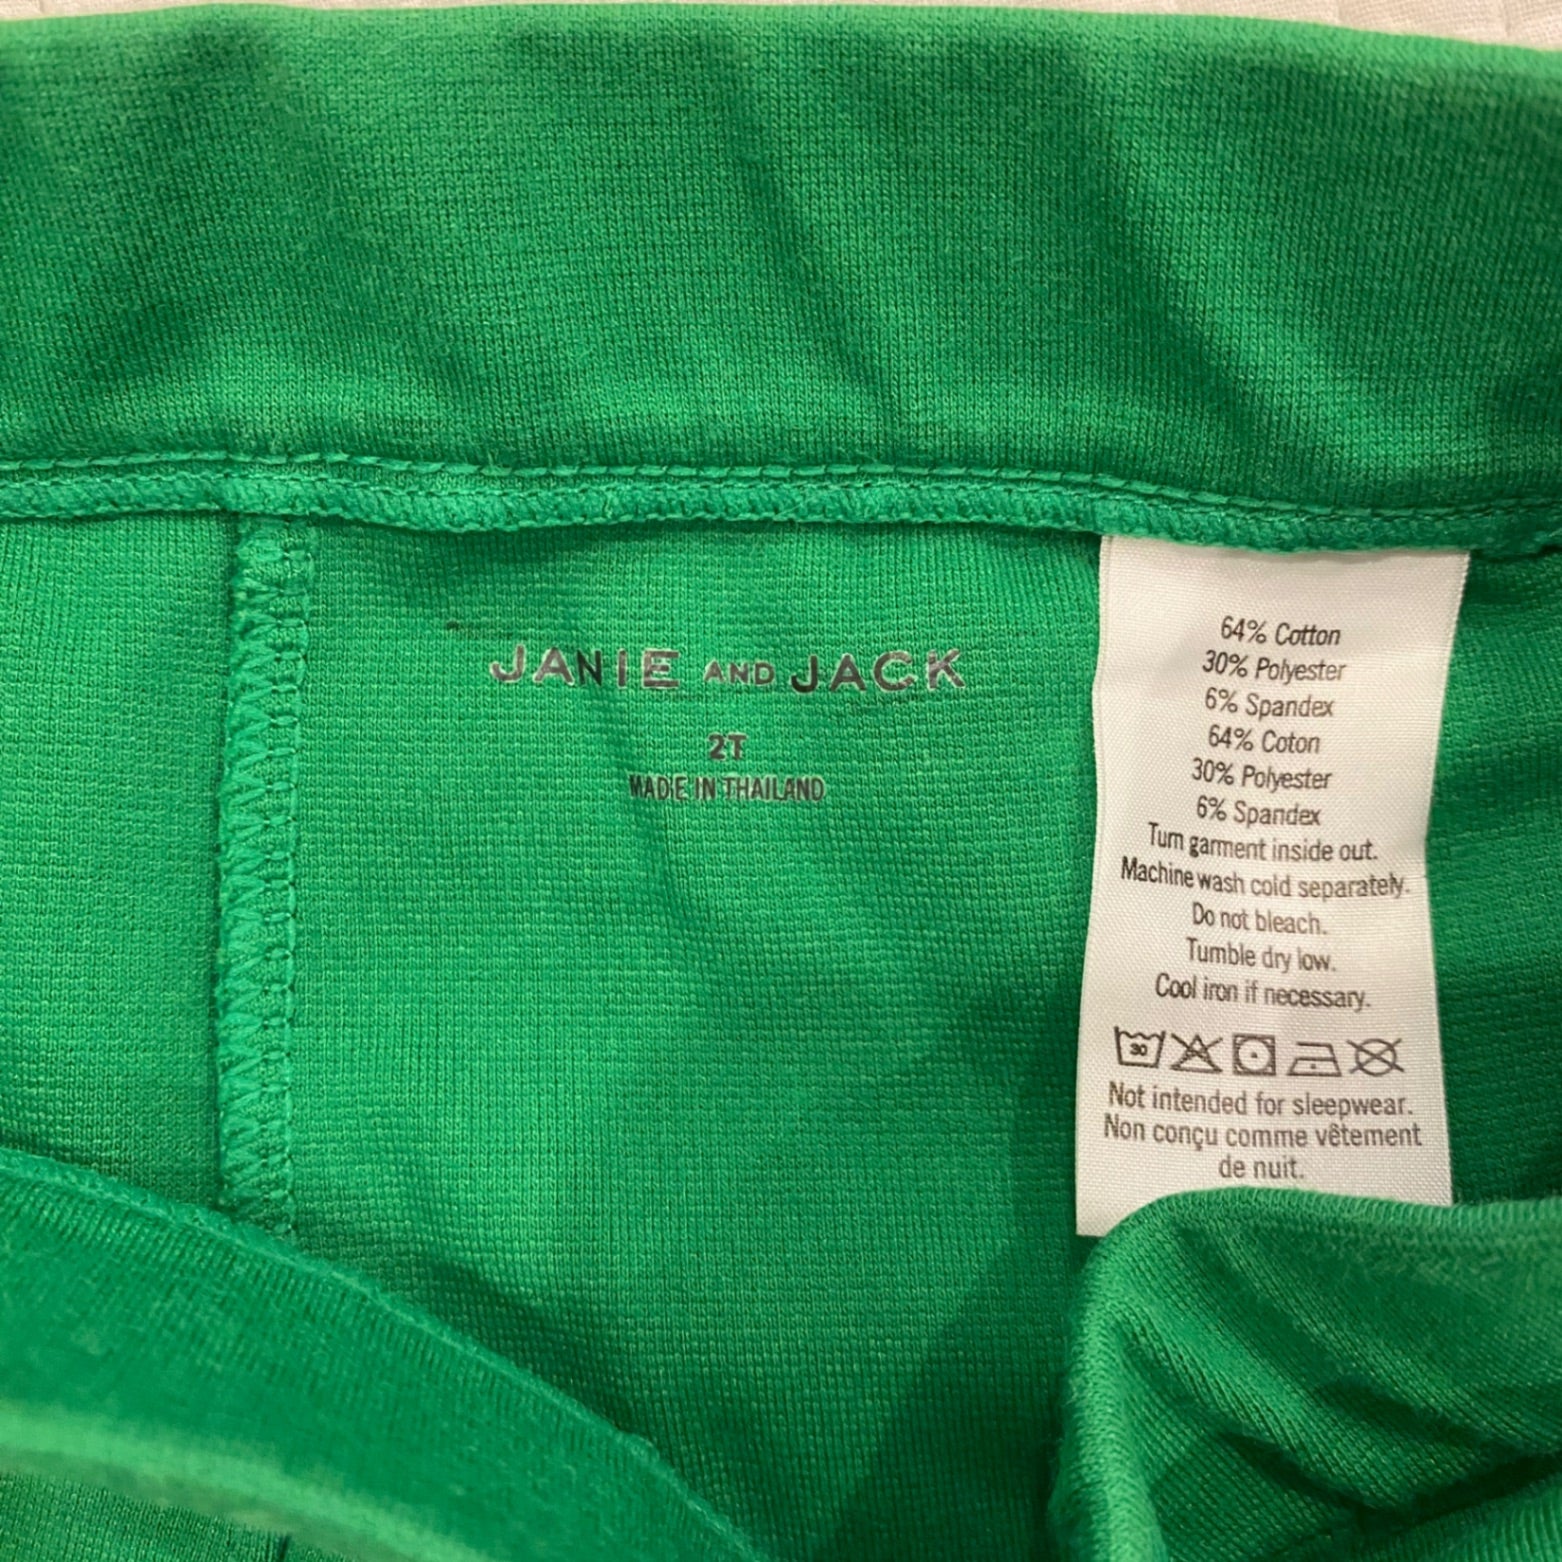 JANIE AND JACK
2T
MADE IN THAILAND
64% Cotton
30% Polyester
6% Spandex
64% Coton
30% Polyester
6% Spandex
Turn garment inside out.
Machine wash cold separately.
Do not bleach.
Tumble dry low.
Cool iron if necessary.
30
Not intended for sleepwear.
Non conçu comme vêtement
de nuit.